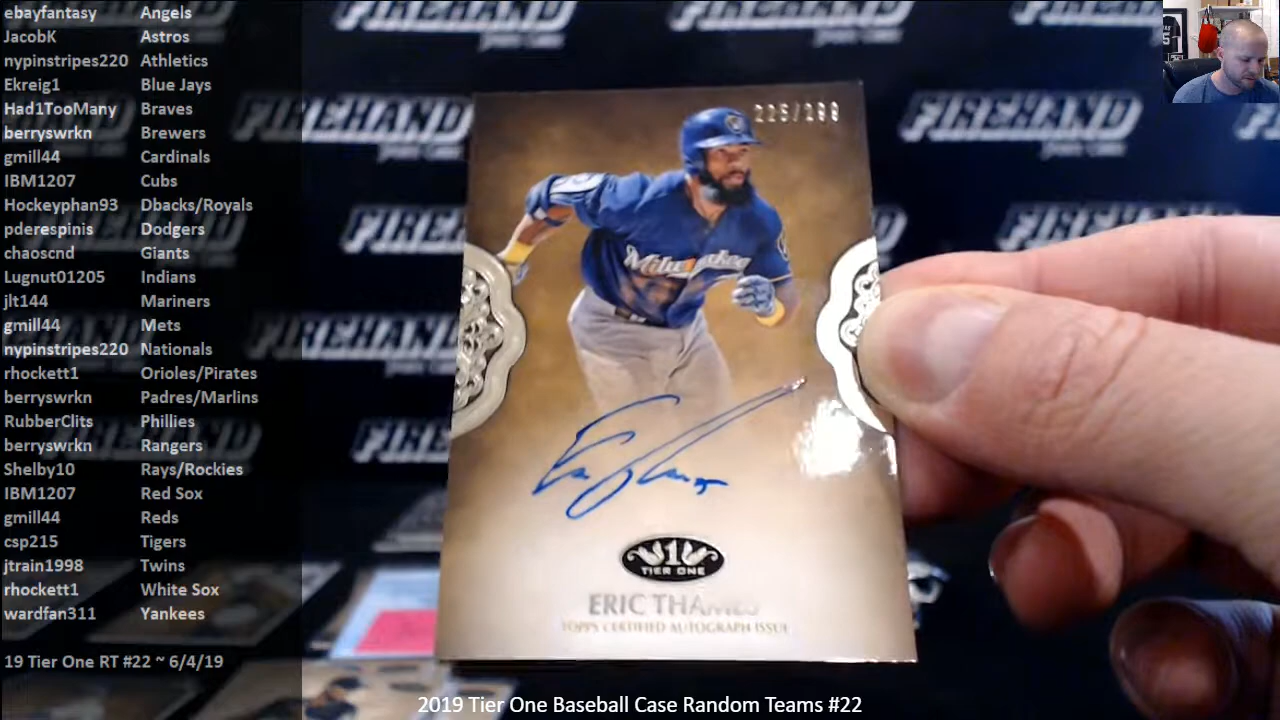 ebayfantasy Angels
JacobK Astros
nypinstripes220 Athletics
Ekreig1 Blue Jays
Had1TooMany Braves
berryswrkn Brewers
gmill44 Cardinals
IBM1207 Cubs
Hockeyphan93 Dbacks/Royals
pderespinis Dodgers
chaoscnd Giants
Lugnut01205 Indians
jlt144 Mariners
gmill44 Mets
nypinstripes220 Nationals
rhockett1 Orioles/Pirates
berryswrkn Padres/Marlins
RubberClits Phillies
berryswrkn Rangers
Shelby10 Rays/Rockies
IBM1207 Red Sox
gmill44 Reds
csp215 Tigers
jtrain1998 Twins
rhockett1 White Sox
wardfan311 Yankees
19 Tier One RT #22 ~ 6/4/19
FIREHAND
FIREHAND
FIREHAND
FIREHAND
Milwaukee
1
TIER ONE
ERIC THAMES
TOPPS CERTIFIED AUTOGRAPH ISSUE
2019 Tier One Baseball Case Random Teams #22